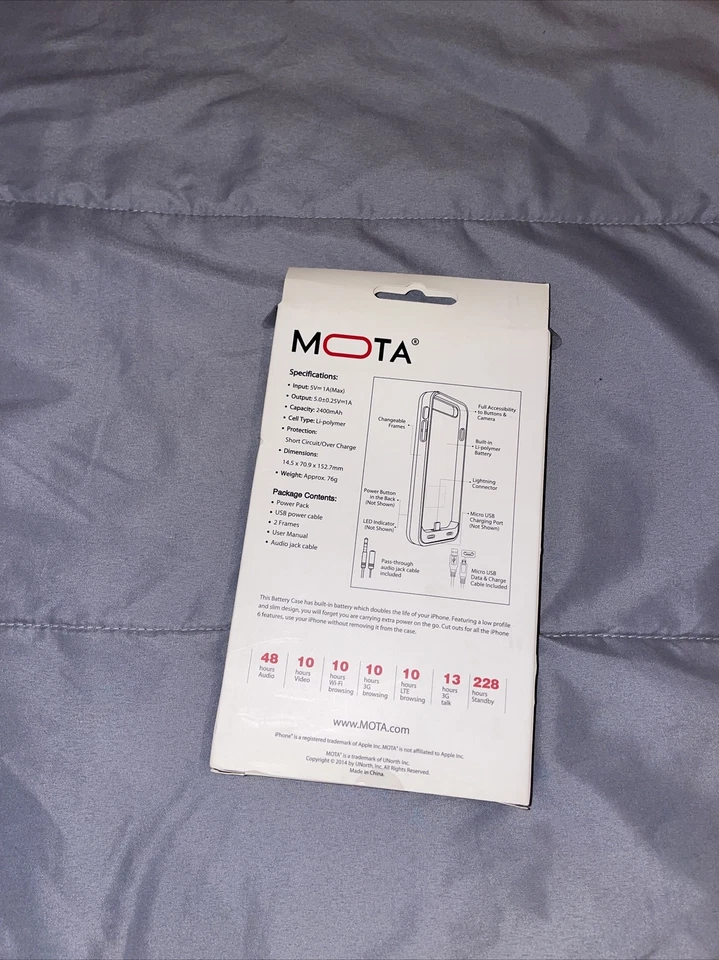 MOTA®
Specifications:
• Input: 5V⎓1A(Max)
• Output: 5.0±0.25V⎓1A
• Capacity: 2400mAh
• Cell Type: Li-polymer
• Protection:
Short Circuit/Over Charge
• Dimensions:
14.5 x 70.9 x 152.7mm
• Weight: Approx. 76g
Package Contents:
• Power Pack
• USB power cable
• 2 Frames
• User Manual
• Audio jack cable
Changeable
Frames
Power Button
in the Back
(Not Shown)
LED Indicator
(Not Shown)
Pass-through
audio jack cable
included
Full Accessibility
to Buttons &
Camera
Built-in
Li-polymer
Battery
Lightning
Connector
Micro USB
Charging Port
(Not Shown)
Micro USB
Data & Charge
Cable Included
This Battery Case has built-in battery which doubles the life of your iPhone. Featuring a low profile
and slim design, you will forget you are carrying extra power on the go. Cut outs for all the iPhone
6 features, use your iPhone without removing it from the case.
48
hours
Audio
10
hours
Video
10
hours
Wi-Fi
browsing
10
hours
3G
browsing
10
hours
LTE
browsing
13
hours
3G
talk
228
hours
Standby
www.MOTA.com
iPhone® is a registered trademark of Apple Inc. MOTA® is not affiliated to Apple Inc.
MOTA® is a trademark of UNorth Inc.
Copyright © 2014 by UNorth, Inc. All Rights Reserved.
Made in China.